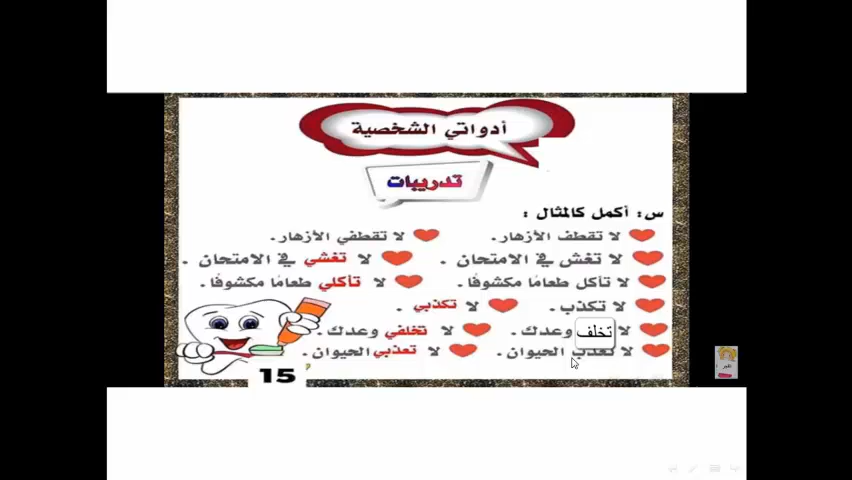 أدواتي الشخصية
تدريبات
س: أكمل كالمثال :
لا تقطف الأزهار. لا تقطفي الأزهار.
لا تغش في الامتحان . لا تغشي في الامتحان .
لا تأكل طعامًا مكشوفًا. لا تأكلي طعامًا مكشوفًا.
لا تكذب. لا تكذبي .
لا تخلف وعدك. لا تخلفي وعدك.
لا تعذب الحيوان. لا تعذبي الحيوان.
15